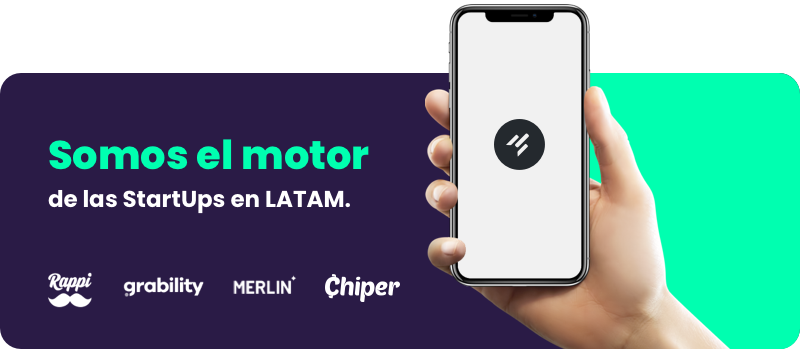 Somos el motor
de las StartUps en LATAM.
Rappi grability MERLIN Chiper